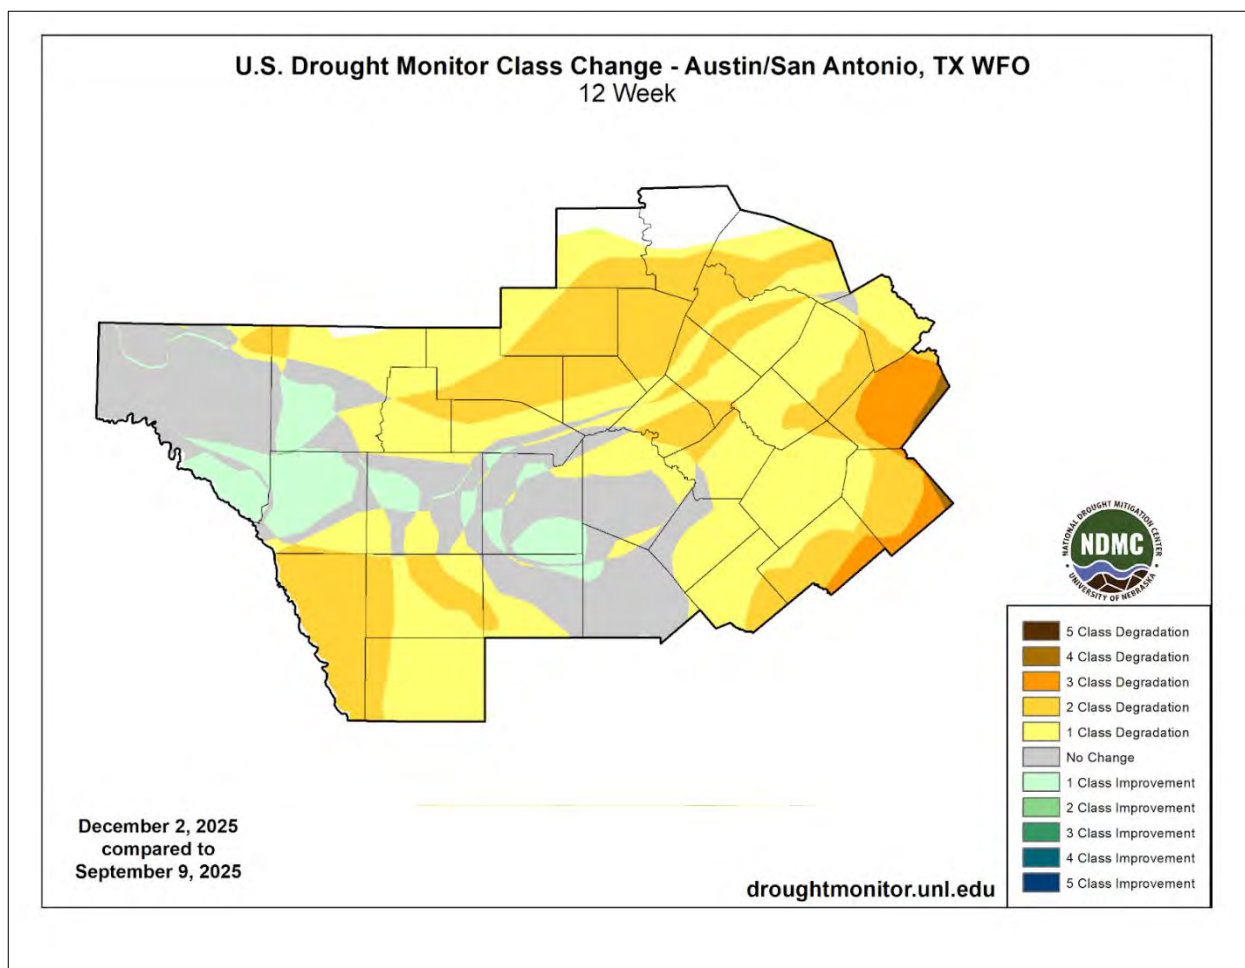 U.S. Drought Monitor Class Change - Austin/San Antonio, TX WFO
12 Week
NATIONAL DROUGHT MITIGATION CENTER
NDMC
UNIVERSITY OF NEBRASKA
5 Class Degradation
4 Class Degradation
3 Class Degradation
2 Class Degradation
1 Class Degradation
No Change
1 Class Improvement
2 Class Improvement
3 Class Improvement
4 Class Improvement
5 Class Improvement
December 2, 2025
compared to
September 9, 2025
droughtmonitor.unl.edu